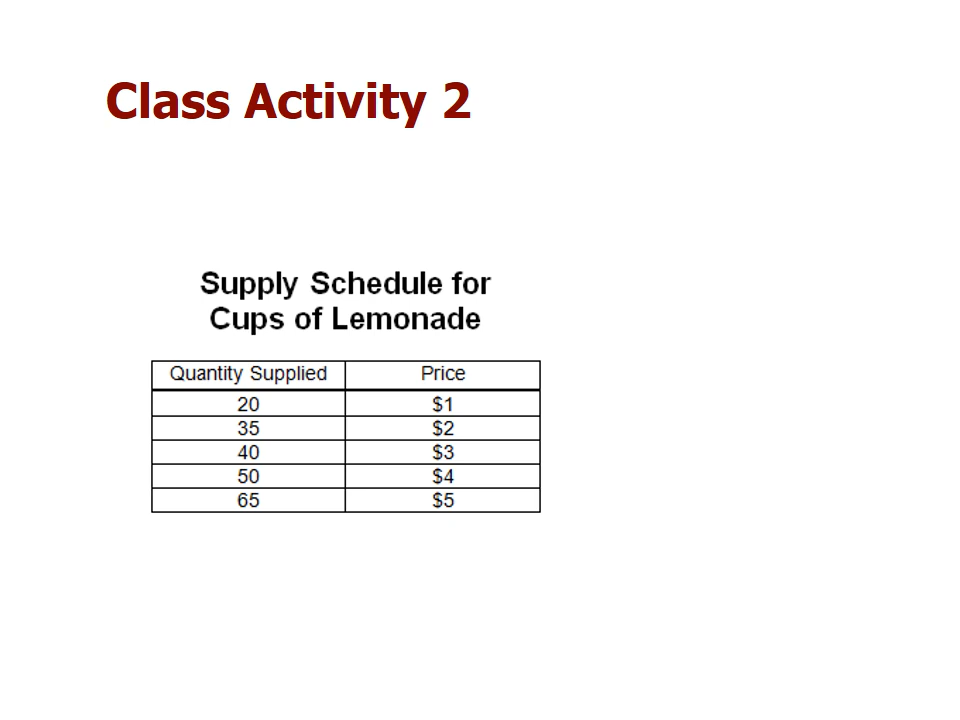 Class Activity 2
Supply Schedule for
Cups of Lemonade
Quantity Supplied Price
20 $1
35 $2
40 $3
50 $4
65 $5